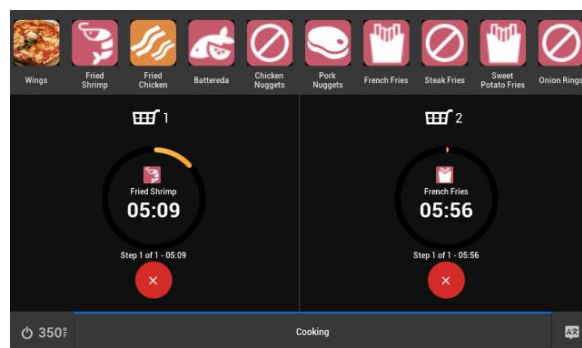 Wings
Fried
Shrimp
Fried
Chicken
Battereda
Chicken
Nuggets
Pork
Nuggets
French Fries
Steak Fries
Sweet
Potato Fries
Onion Rings
1
Fried Shrimp
05:09
Step 1 of 1 - 05:09
2
French Fries
05:56
Step 1 of 1 - 05:56
350°F
Cooking